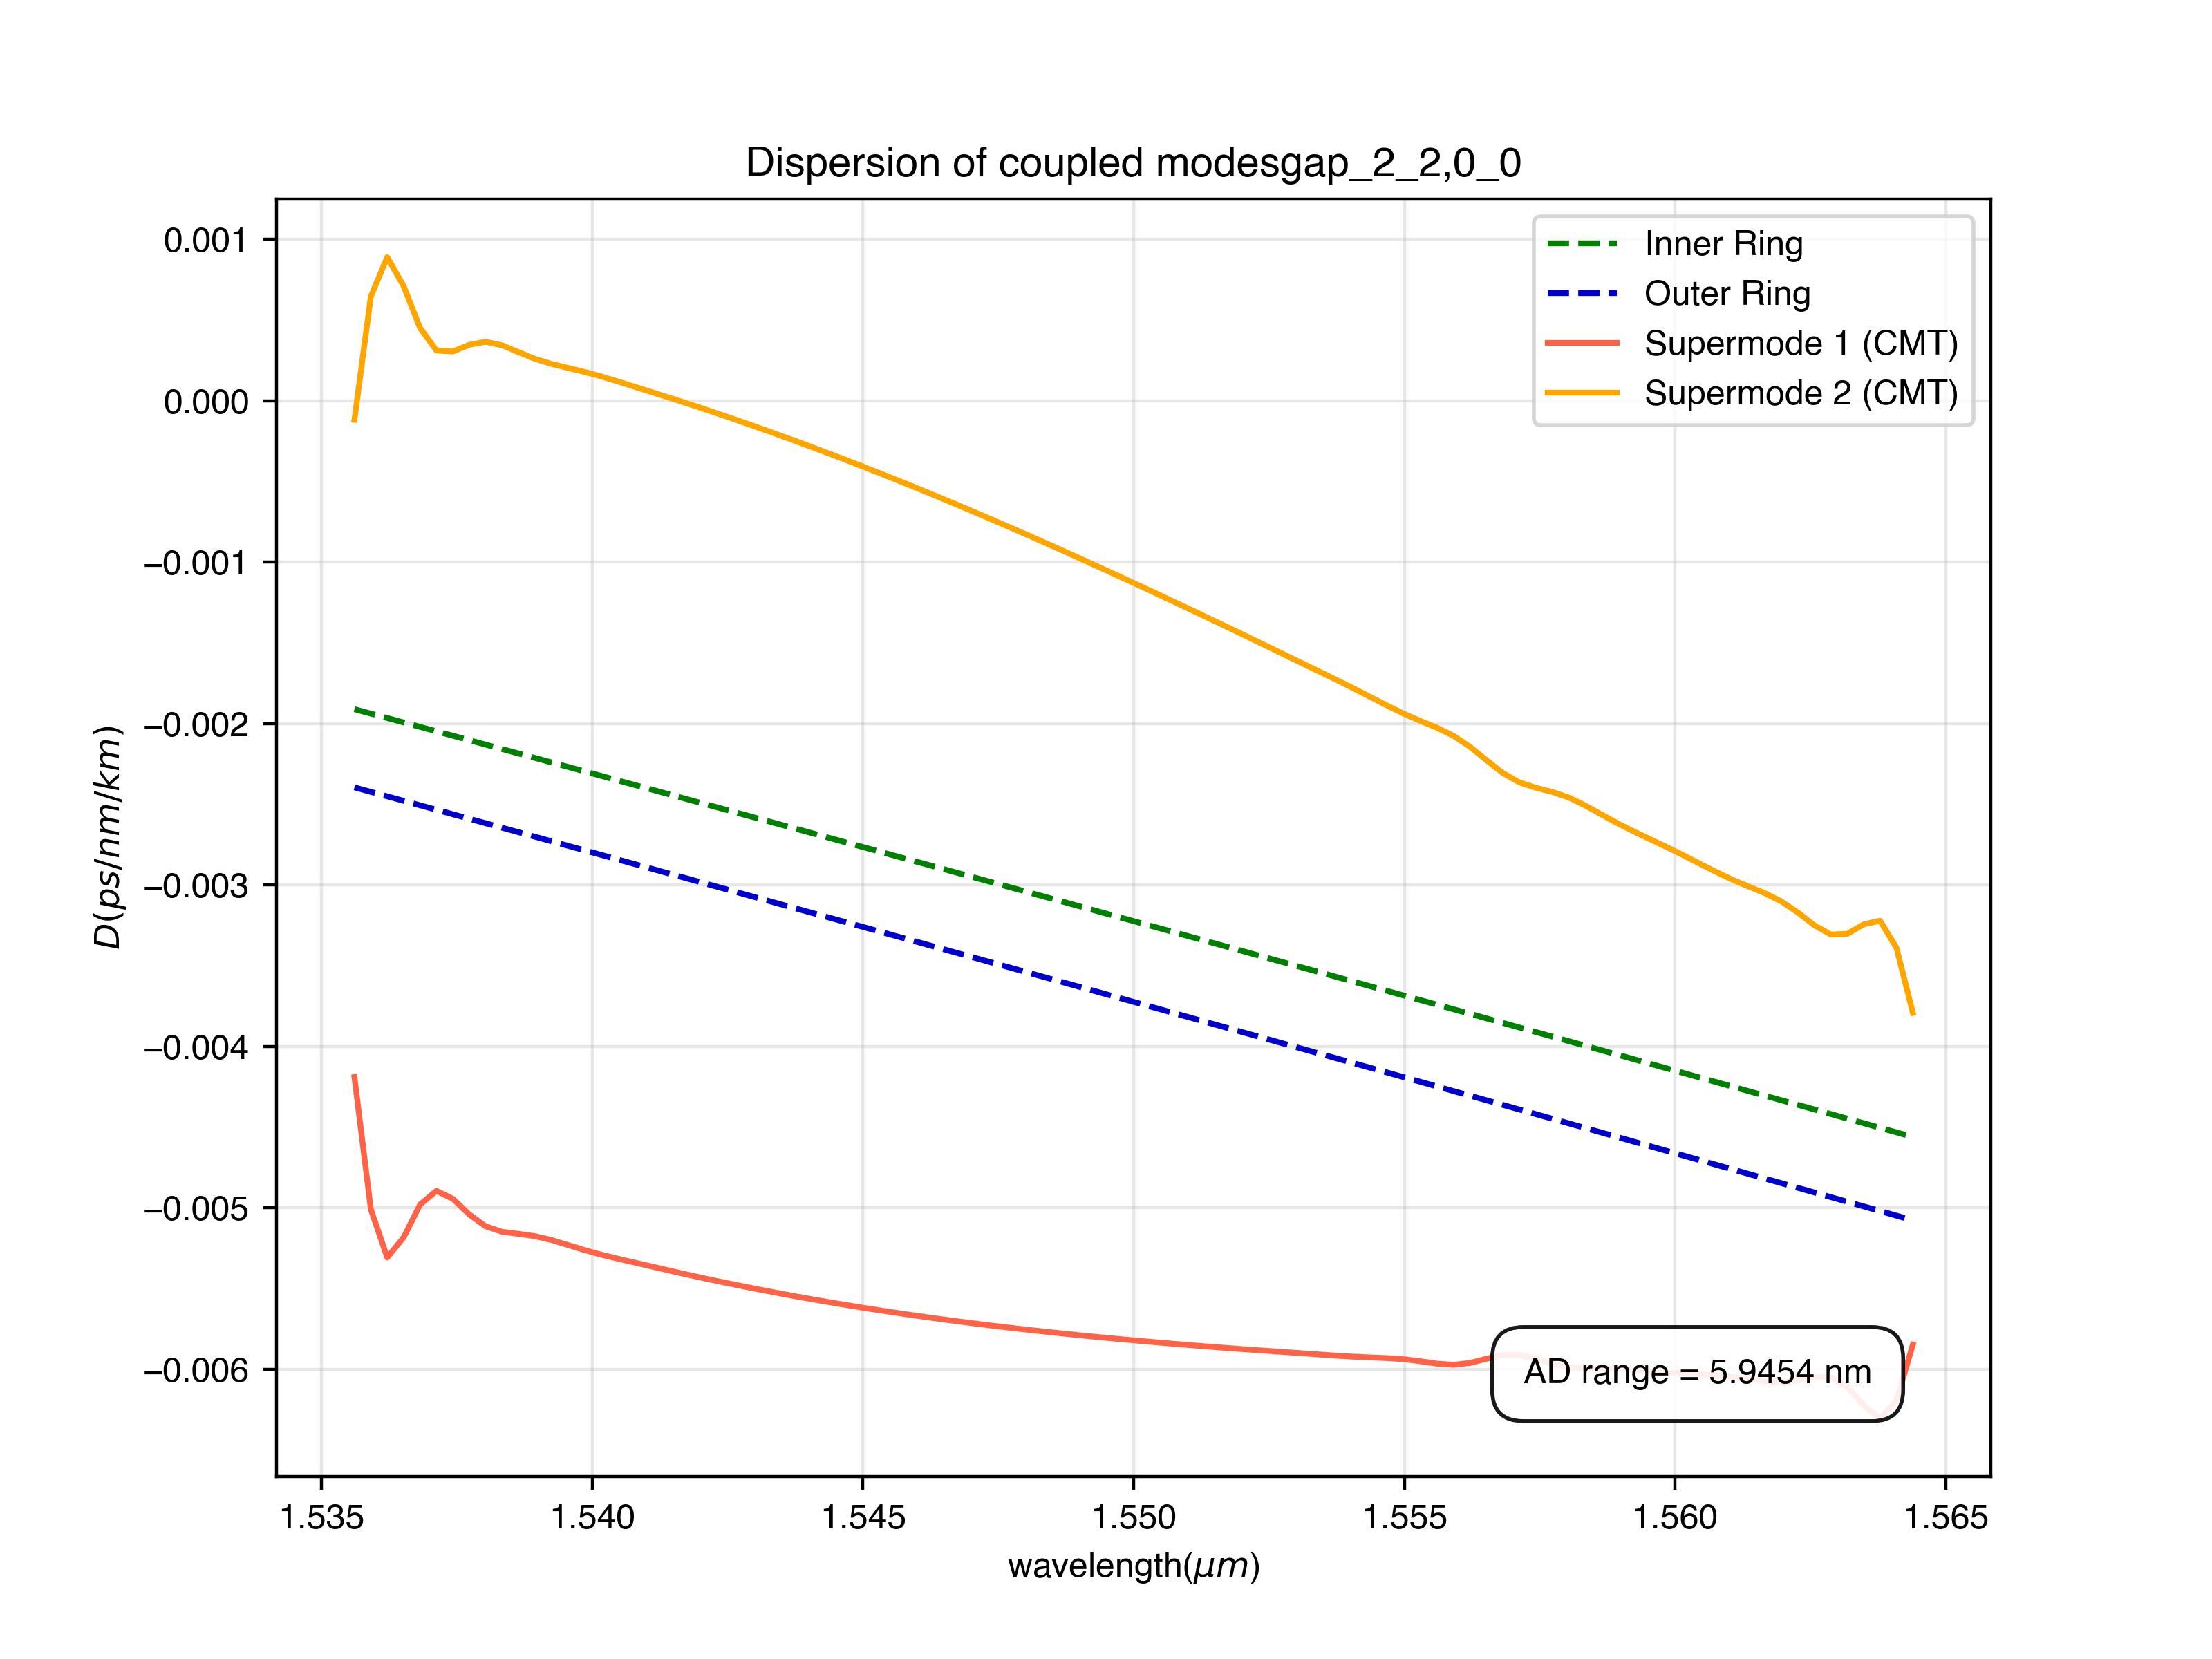 Dispersion of coupled modesgap_2_2,0_0
0.001
0.000
−0.001
−0.002
−0.003
−0.004
−0.005
−0.006
D(ps/nm/km)
Inner Ring
Outer Ring
Supermode 1 (CMT)
Supermode 2 (CMT)
AD range = 5.9454 nm
1.535 1.540 1.545 1.550 1.555 1.560 1.565
wavelength(μm)